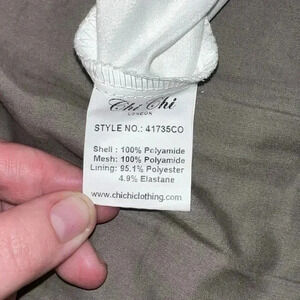 Chi Chi
LONDON
STYLE NO.: 41735CO
Shell : 100% Polyamide
Mesh: 100% Polyamide
Lining: 95.1% Polyester
4.9% Elastane
www.chichiclothing.com